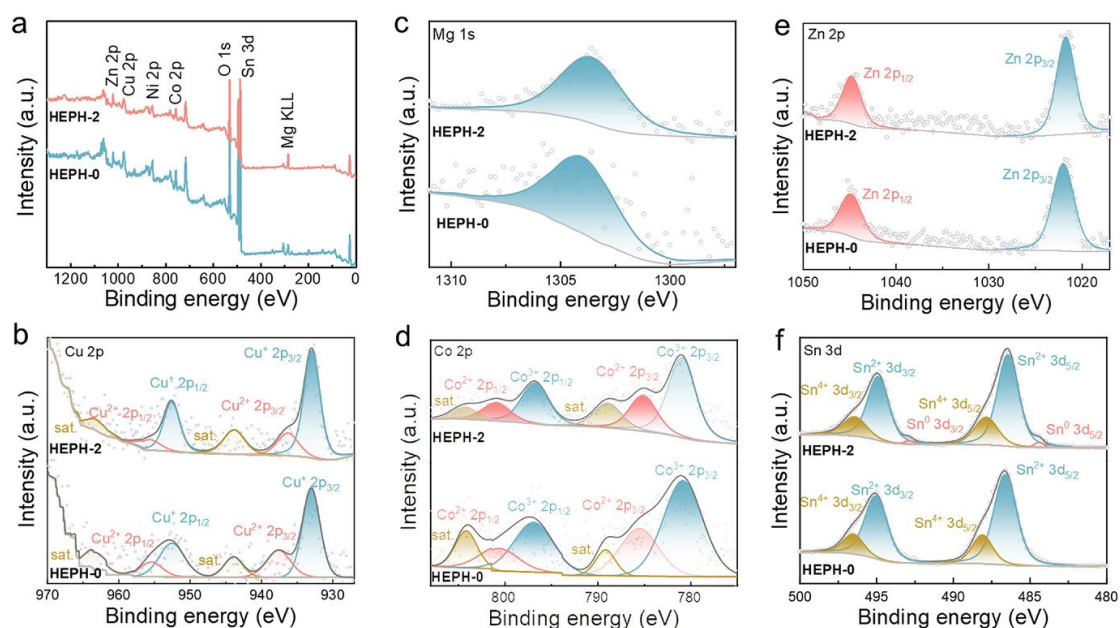 a
Zn 2p
Cu 2p
Ni 2p
Co 2p
O 1s
Sn 3d
Mg KLL
HEPH-2
HEPH-0
Intensity (a.u.)
1200 1000 800 600 400 200 0
Binding energy (eV)
c
Mg 1s
HEPH-2
HEPH-0
Intensity (a.u.)
1310 1305 1300
Binding energy (eV)
e
Zn 2p
Zn 2p1/2
Zn 2p3/2
HEPH-2
Zn 2p1/2
Zn 2p3/2
HEPH-0
Intensity (a.u.)
1050 1040 1030 1020
Binding energy (eV)
b
Cu 2p
Cu⁺ 2p3/2
Cu⁺ 2p1/2
Cu²⁺ 2p1/2
Cu²⁺ 2p3/2
sat.
sat.
HEPH-2
Cu⁺ 2p3/2
Cu⁺ 2p1/2
Cu²⁺ 2p1/2
Cu²⁺ 2p3/2
sat.
sat.
HEPH-0
Intensity (a.u.)
970 960 950 940 930
Binding energy (eV)
d
Co 2p
Co³⁺ 2p3/2
Co²⁺ 2p3/2
Co³⁺ 2p1/2
Co²⁺ 2p1/2
sat.
sat.
HEPH-2
Co³⁺ 2p3/2
Co²⁺ 2p3/2
Co³⁺ 2p1/2
Co²⁺ 2p1/2
sat.
sat.
HEPH-0
Intensity (a.u.)
800 790 780
Binding energy (eV)
f
Sn 3d
Sn²⁺ 3d5/2
Sn²⁺ 3d3/2
Sn⁴⁺ 3d3/2
Sn⁴⁺ 3d5/2
Sn⁰ 3d3/2
Sn⁰ 3d5/2
HEPH-2
Sn²⁺ 3d5/2
Sn²⁺ 3d3/2
Sn⁴⁺ 3d3/2
Sn⁴⁺ 3d5/2
HEPH-0
Intensity (a.u.)
500 495 490 485 480
Binding energy (eV)